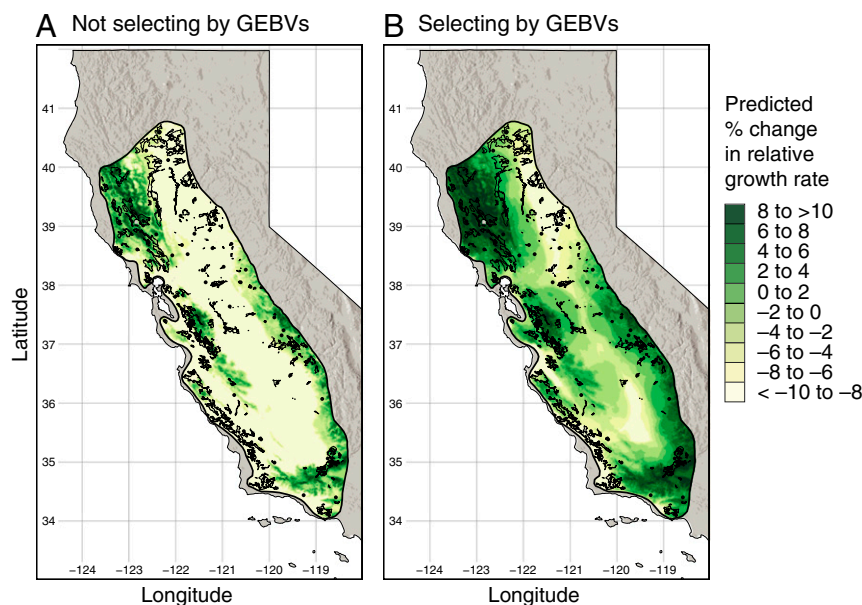 A Not selecting by GEBVs
B Selecting by GEBVs
41
40
39
38
37
36
35
34
−124
−123
−122
−121
−120
−119
Longitude
Latitude
41
40
39
38
37
36
35
34
−124
−123
−122
−121
−120
−119
Longitude
Predicted
% change
in relative
growth rate
8 to >10
6 to 8
4 to 6
2 to 4
0 to 2
−2 to 0
−4 to −2
−6 to −4
−8 to −6
< −10 to −8